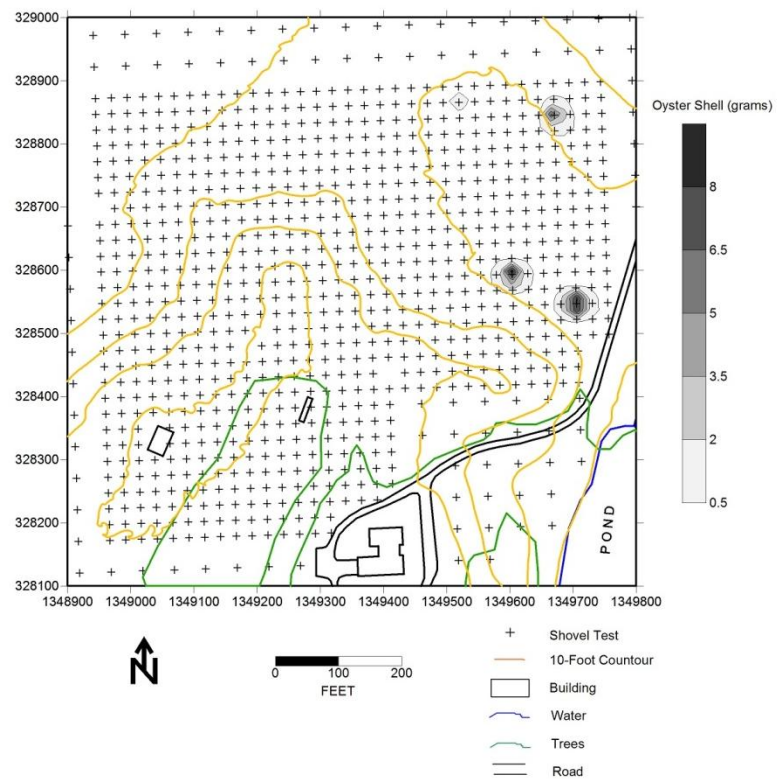 329000
328900
328800
328700
328600
328500
328400
328300
328200
328100
1348900 1349000 1349100 1349200 1349300 1349400 1349500 1349600 1349700 1349800
POND
Oyster Shell (grams)
8
6.5
5
3.5
2
0.5
N
0 100 200
FEET
Shovel Test
10-Foot Countour
Building
Water
Trees
Road